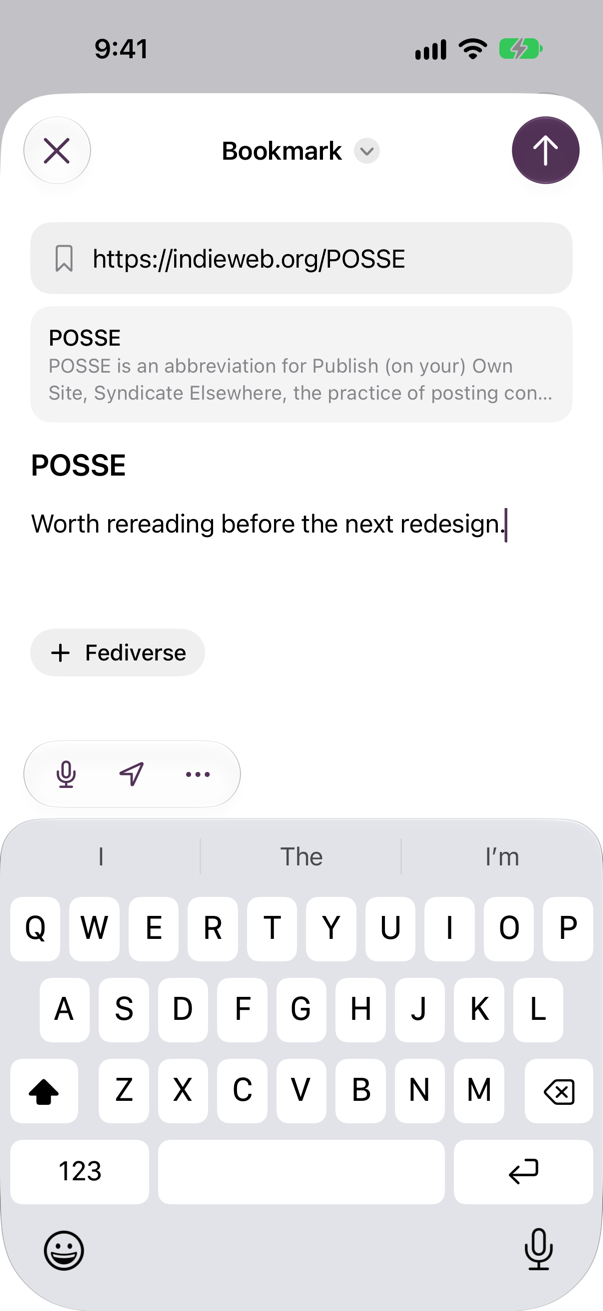 9:41
Bookmark
https://indieweb.org/POSSE
POSSE
POSSE is an abbreviation for Publish (on your) Own
Site, Syndicate Elsewhere, the practice of posting con...
POSSE
Worth rereading before the next redesign.
+ Fediverse
I The I’m
Q W E R T Y U I O P
A S D F G H J K L
Z X C V B N M
123